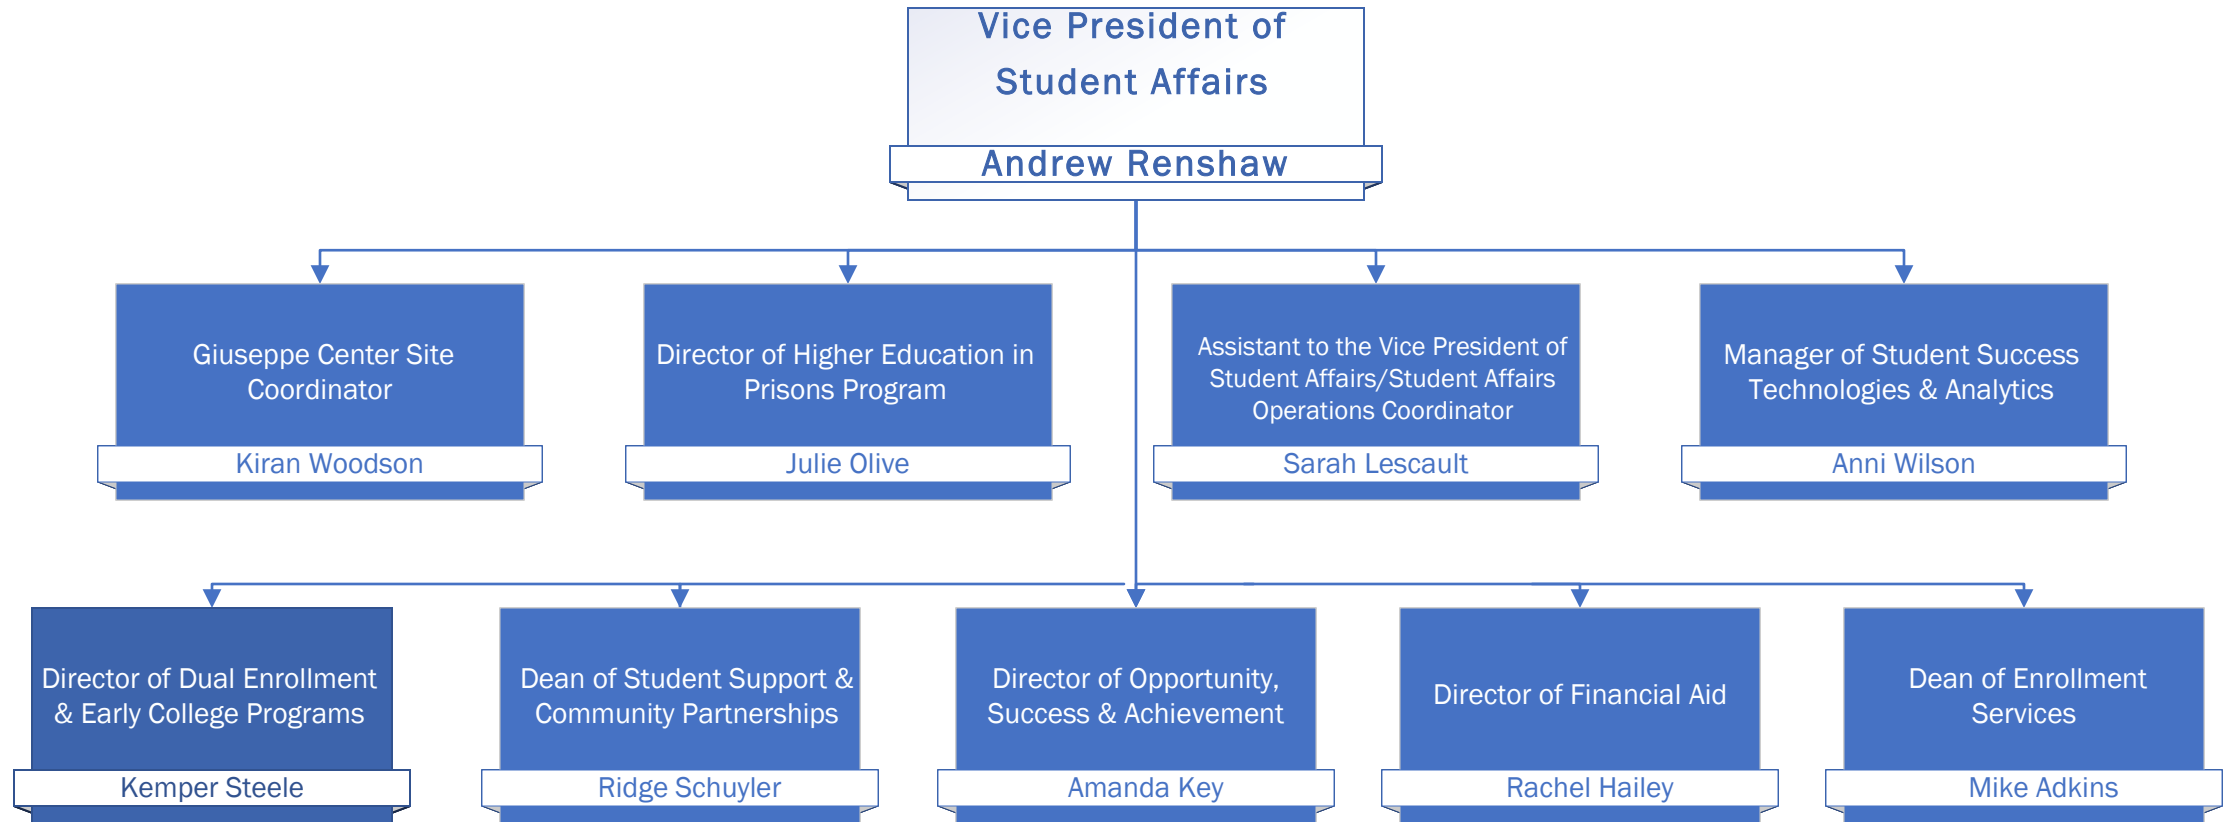 Vice President of
Student Affairs
Andrew Renshaw
Giuseppe Center Site
Coordinator
Kiran Woodson
Director of Higher Education in
Prisons Program
Julie Olive
Assistant to the Vice President of
Student Affairs/Student Affairs
Operations Coordinator
Sarah Lescault
Manager of Student Success
Technologies & Analytics
Anni Wilson
Director of Dual Enrollment
& Early College Programs
Kemper Steele
Dean of Student Support &
Community Partnerships
Ridge Schuyler
Director of Opportunity,
Success & Achievement
Amanda Key
Director of Financial Aid
Rachel Hailey
Dean of Enrollment
Services
Mike Adkins